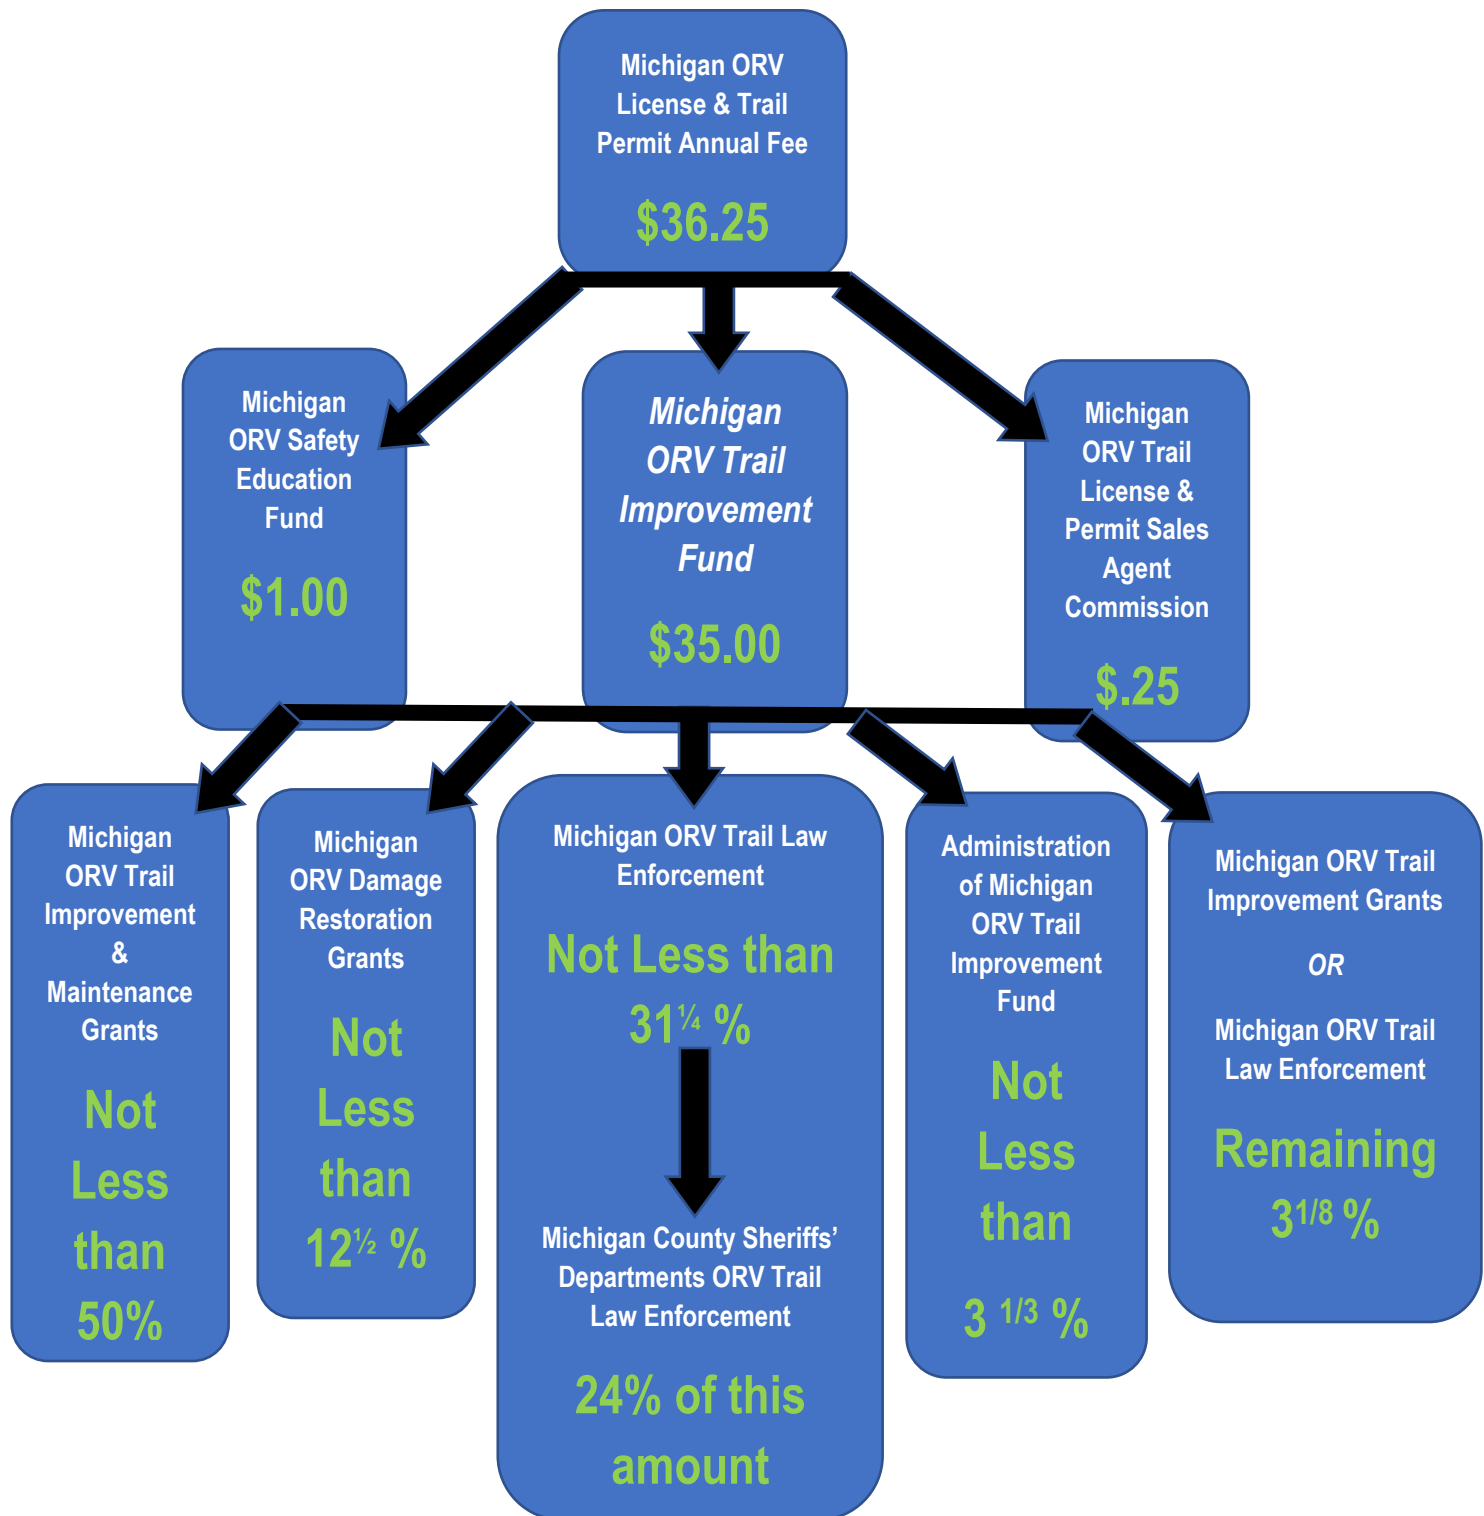 Michigan ORV
License & Trail
Permit Annual Fee
$36.25
Michigan
ORV Safety
Education
Fund
$1.00
Michigan
ORV Trail
Improvement
Fund
$35.00
Michigan
ORV Trail
License &
Permit Sales
Agent
Commission
$.25
Michigan
ORV Trail
Improvement
&
Maintenance
Grants
Not
Less
than
50%
Michigan
ORV Damage
Restoration
Grants
Not
Less
than
12½ %
Michigan ORV Trail Law
Enforcement
Not Less than
31¼ %
Michigan County Sheriffs’
Departments ORV Trail
Law Enforcement
24% of this
amount
Administration
of Michigan
ORV Trail
Improvement
Fund
Not
Less
than
3 1/3 %
Michigan ORV Trail
Improvement Grants
OR
Michigan ORV Trail
Law Enforcement
Remaining
31/8 %